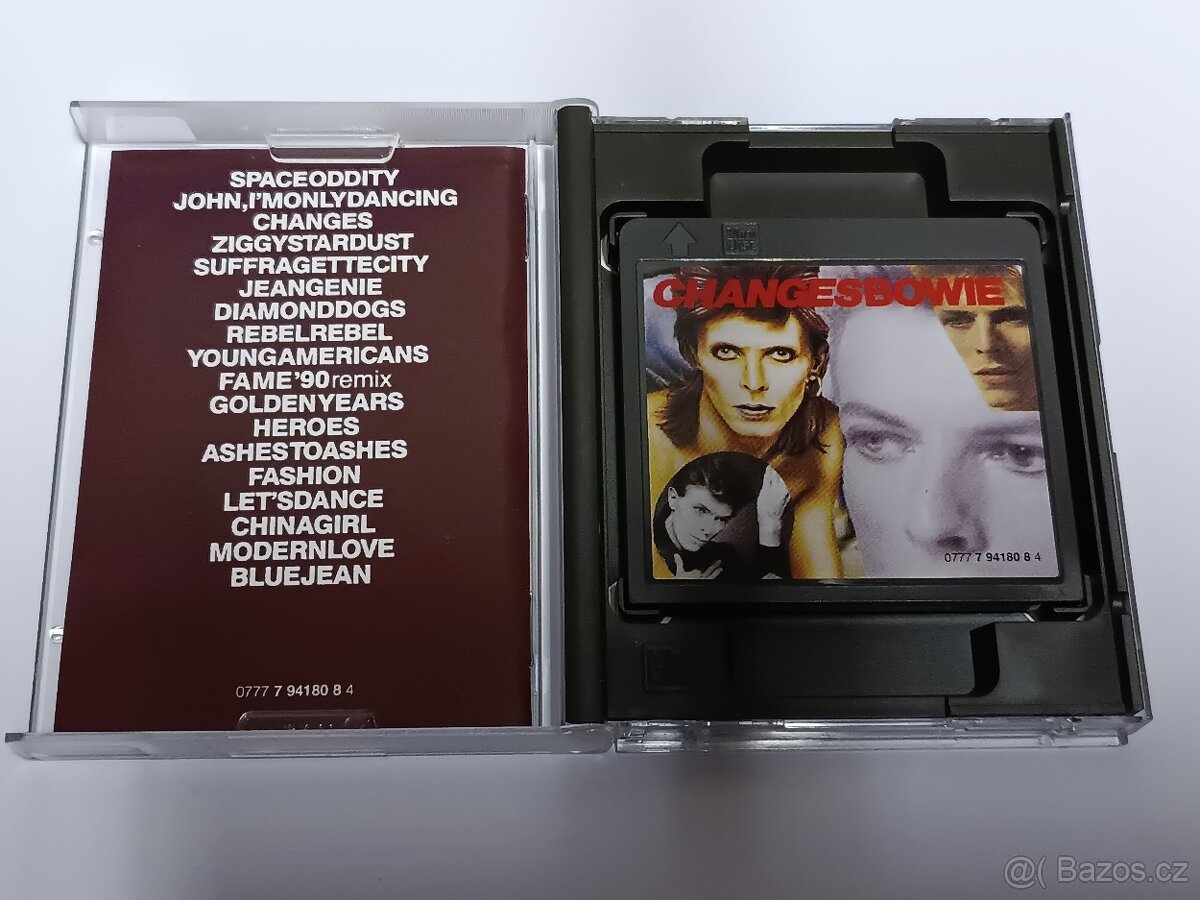 SPACEODDITY
JOHN,I'MONLYDANCING
CHANGES
ZIGGYSTARDUST
SUFFRAGETTECITY
JEANGENIE
DIAMONDDOGS
REBELREBEL
YOUNGAMERICANS
FAME'90remix
GOLDENYEARS
HEROES
ASHESTOASHES
FASHION
LET'SDANCE
CHINAGIRL
MODERNLOVE
BLUEJEAN
0777 7 94180 8 4
CHANGESBOWIE
0777 7 94180 8 4
@( Bazos.cz